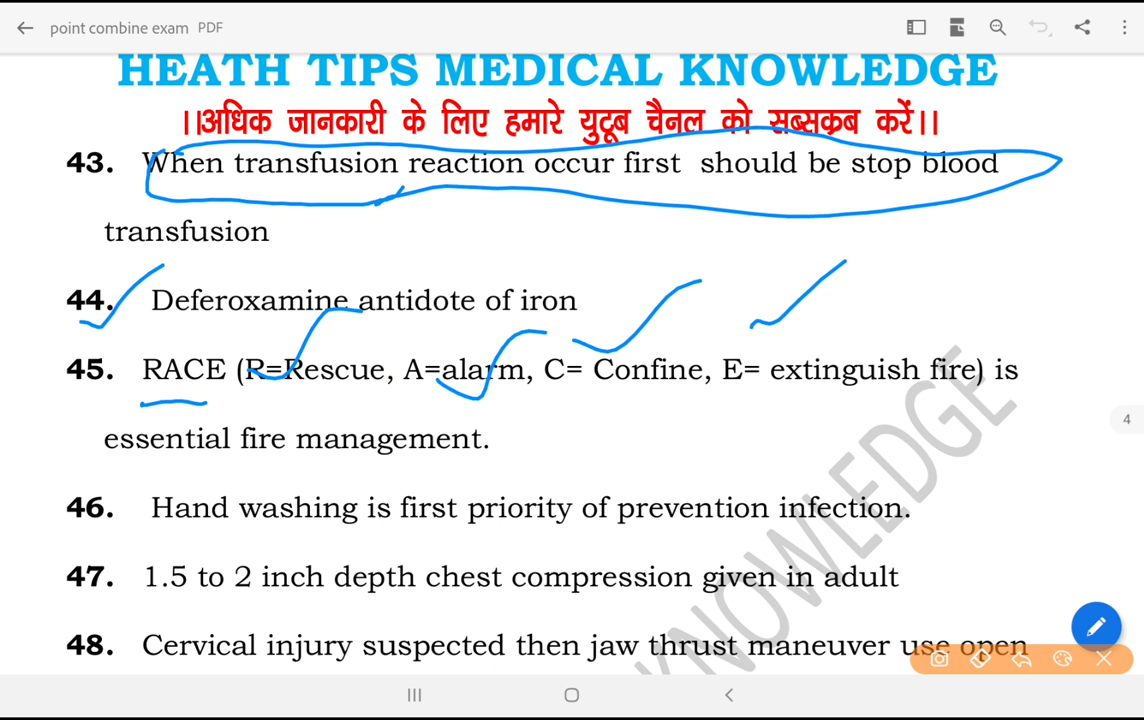 point combine exam PDF
HEATH TIPS MEDICAL KNOWLEDGE
||अधिक जानकारी के लिए हमारे युटूब चैनल को सब्सक्रब करें||
43. When transfusion reaction occur first should be stop blood
transfusion
44. Deferoxamine antidote of iron
45. RACE (R=Rescue, A=alarm, C= Confine, E= extinguish fire) is
essential fire management.
4
46. Hand washing is first priority of prevention infection.
47. 1.5 to 2 inch depth chest compression given in adult
48. Cervical injury suspected then jaw thrust maneuver use open
KNOWLEDGE